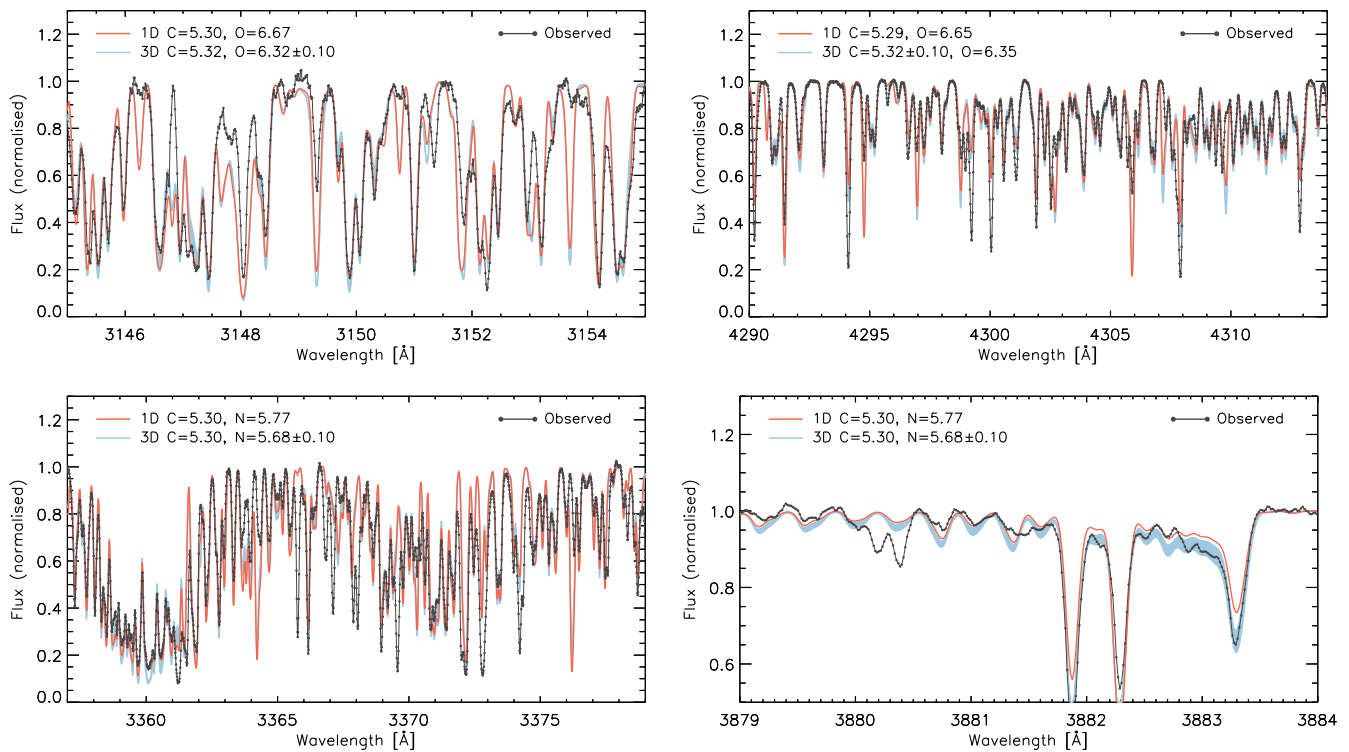 1D C=5.30, O=6.67
3D C=5.32, O=6.32±0.10
Observed
Flux (normalised)
1.2
1.0
0.8
0.6
0.4
0.2
0.0
3146 3148 3150 3152 3154
Wavelength [Å]
1D C=5.29, O=6.65
3D C=5.32±0.10, O=6.35
Observed
Flux (normalised)
1.2
1.0
0.8
0.6
0.4
0.2
0.0
4290 4295 4300 4305 4310
Wavelength [Å]
1D C=5.30, N=5.77
3D C=5.30, N=5.68±0.10
Observed
Flux (normalised)
1.2
1.0
0.8
0.6
0.4
0.2
0.0
3360 3365 3370 3375
Wavelength [Å]
1D C=5.30, N=5.77
3D C=5.30, N=5.68±0.10
Observed
Flux (normalised)
1.2
1.0
0.8
0.6
3879 3880 3881 3882 3883 3884
Wavelength [Å]